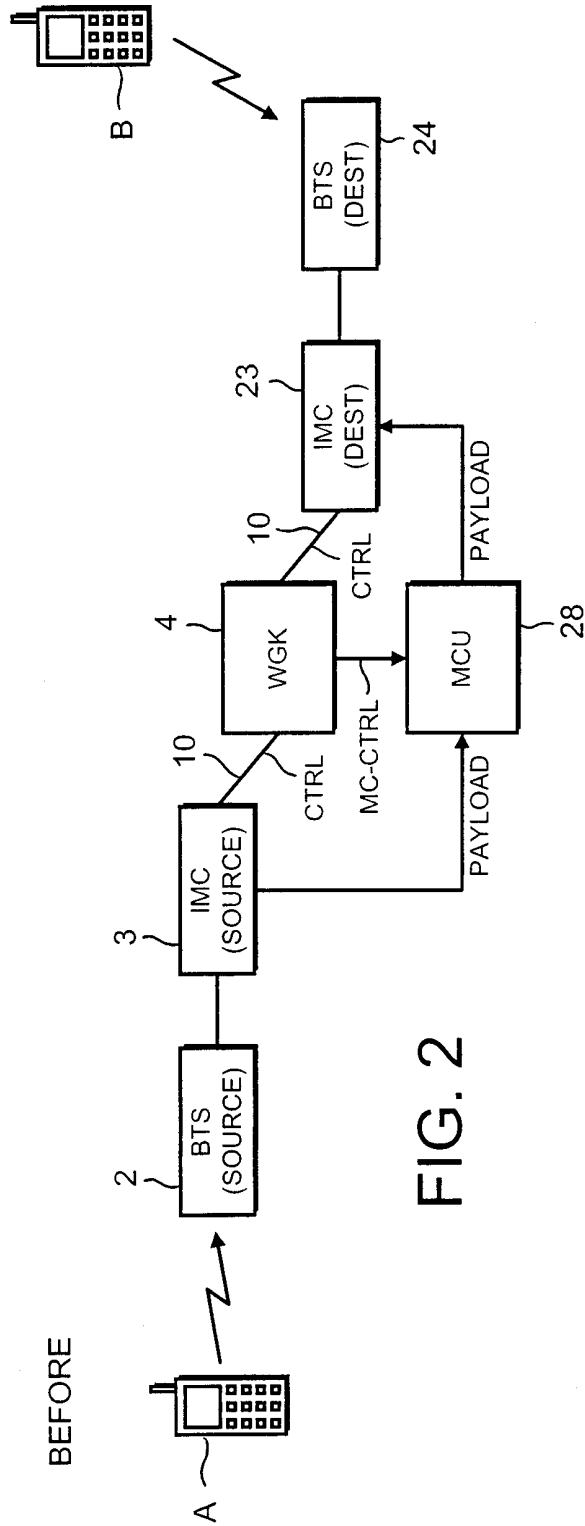 BEFORE
A
2
BTS
(SOURCE)
3
IMC
(SOURCE)
10
CTRL
4
WGK
MC-CTRL
PAYLOAD
MCU
28
10
CTRL
23
IMC
(DEST)
PAYLOAD
BTS
(DEST)
24
B
FIG. 2